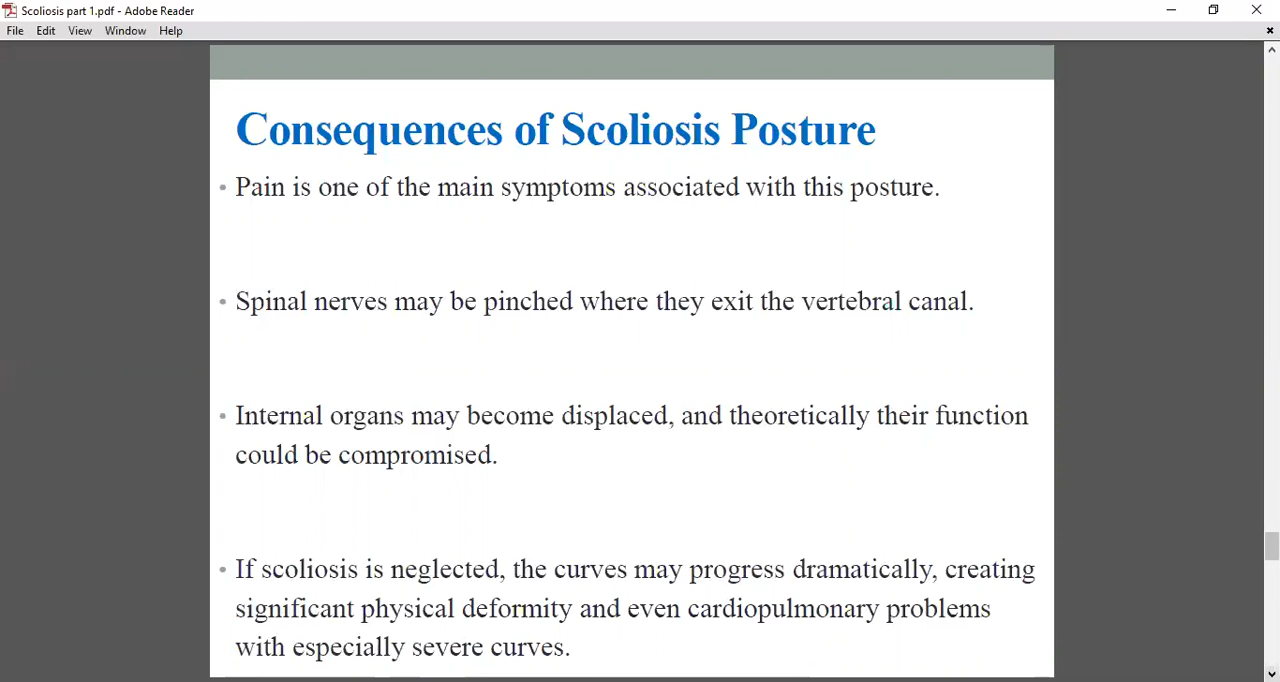 Scoliosis part 1.pdf - Adobe Reader
File Edit View Window Help
Consequences of Scoliosis Posture
• Pain is one of the main symptoms associated with this posture.
• Spinal nerves may be pinched where they exit the vertebral canal.
• Internal organs may become displaced, and theoretically their function
could be compromised.
• If scoliosis is neglected, the curves may progress dramatically, creating
significant physical deformity and even cardiopulmonary problems
with especially severe curves.